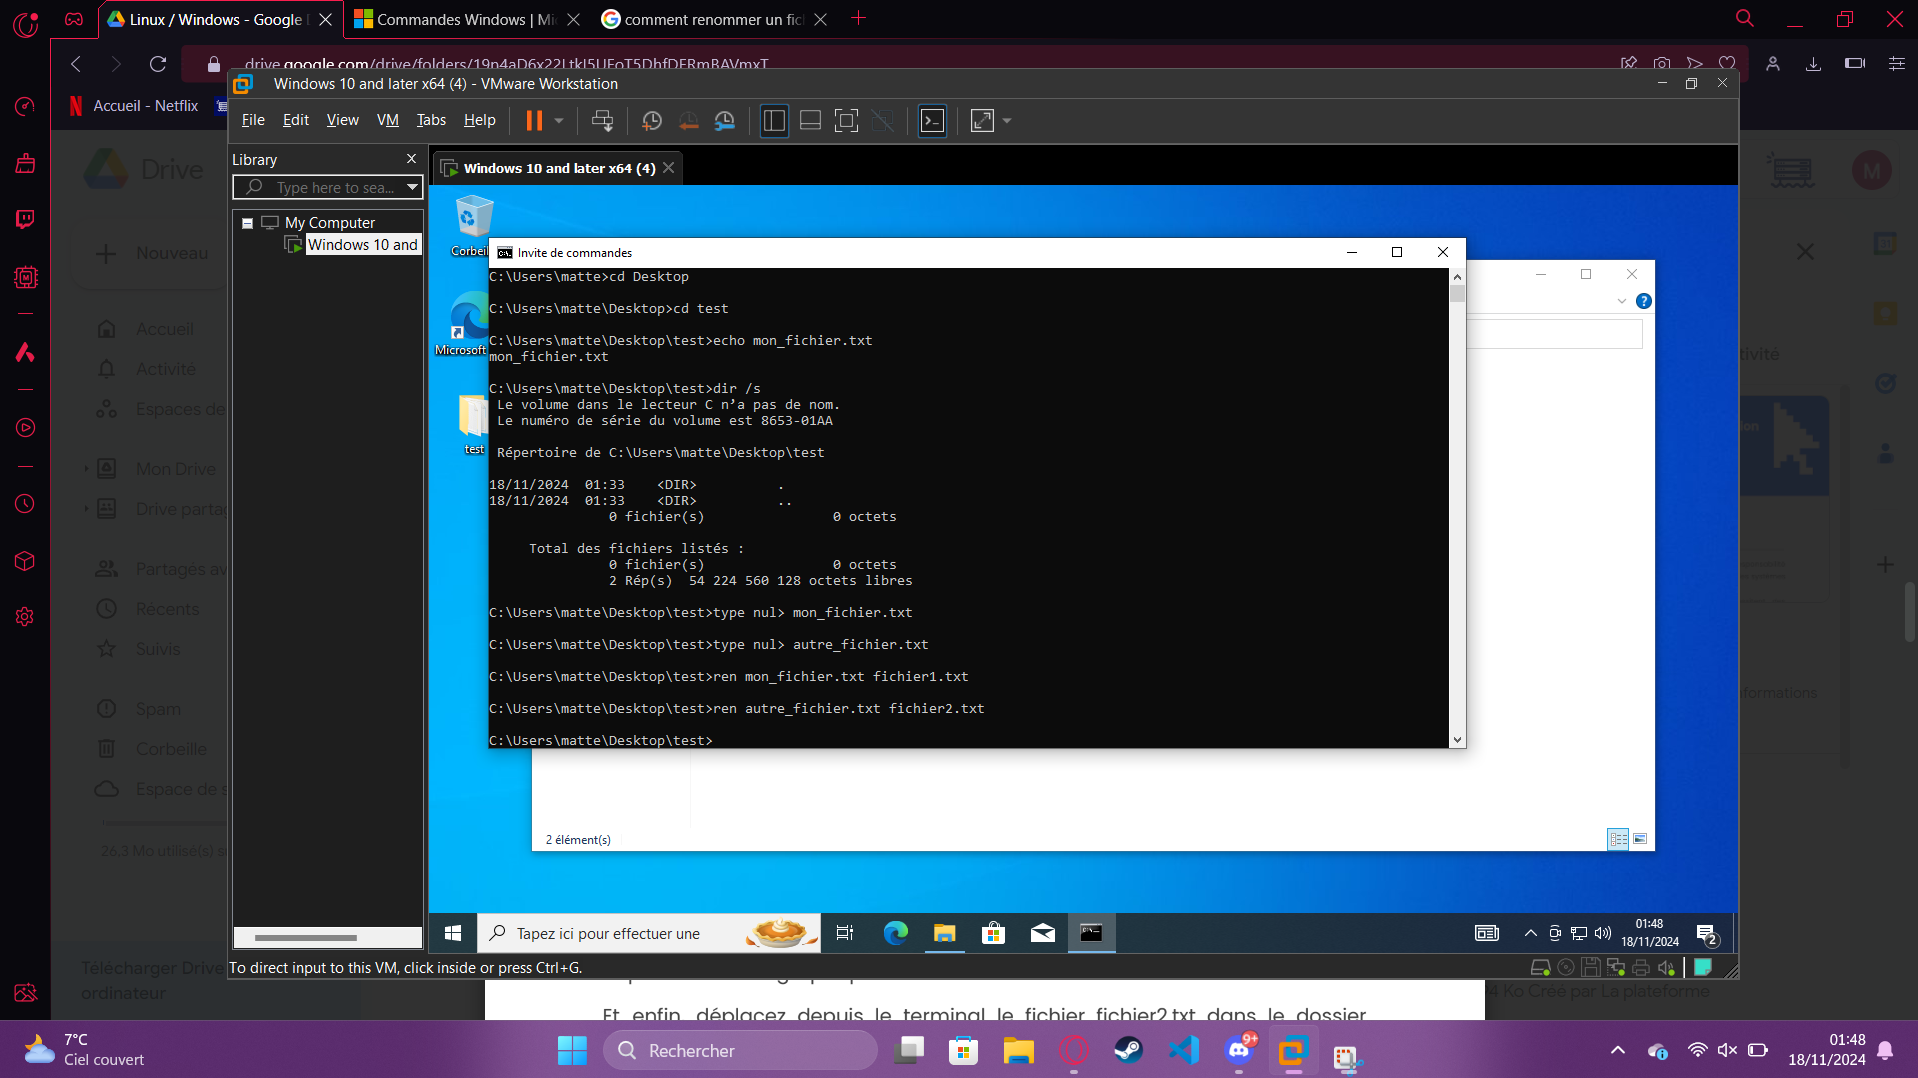 Linux / Windows - Google
Commandes Windows | Mi
comment renommer un fic
drive.google.com/drive/folders/
Accueil - Netflix
Windows 10 and later x64 (4) - VMware Workstation
File Edit View VM Tabs Help
Library
Type here to sea...
My Computer
Windows 10 and
Windows 10 and later x64 (4)
Drive
M
Nouveau
Accueil
Activité
Espaces de
Mon Drive
Drive partag
Partagés av
Récents
Suivis
Spam
Corbeille
Espace de s
26.3 Mo utilisé(s) s
Télécharger Drive
ordinateur
Corbeil
Microsoft
test
Invite de commandes
C:\Users\matte>cd Desktop
C:\Users\matte\Desktop>cd test
C:\Users\matte\Desktop\test>echo mon_fichier.txt
mon_fichier.txt
C:\Users\matte\Desktop\test>dir /s
Le volume dans le lecteur C n’a pas de nom.
Le numéro de série du volume est 8653-01AA
Répertoire de C:\Users\matte\Desktop\test
18/11/2024 01:33 <DIR> .
18/11/2024 01:33 <DIR> ..
0 fichier(s) 0 octets
Total des fichiers listés :
0 fichier(s) 0 octets
2 Rép(s) 54 224 560 128 octets libres
C:\Users\matte\Desktop\test>type nul> mon_fichier.txt
C:\Users\matte\Desktop\test>type nul> autre_fichier.txt
C:\Users\matte\Desktop\test>ren mon_fichier.txt fichier1.txt
C:\Users\matte\Desktop\test>ren autre_fichier.txt fichier2.txt
C:\Users\matte\Desktop\test>
2 élément(s)
tivité
ion
nformations
Tapez ici pour effectuer une
01:48
18/11/2024
2
To direct input to this VM, click inside or press Ctrl+G.
4 Ko Créé par La plateforme
Et enfin, déplacez depuis le terminal le fichier fichier2.txt dans le dossier
7°C
Ciel couvert
Rechercher
9+
01:48
18/11/2024